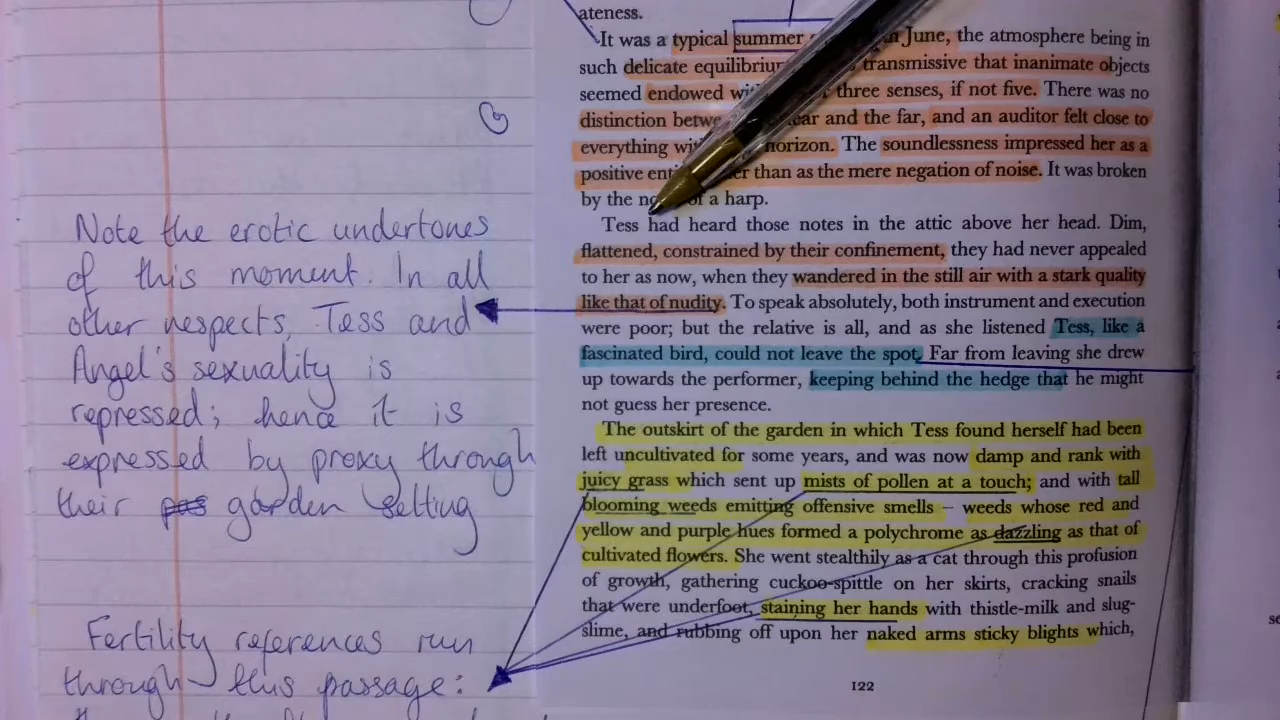 Note the erotic undertones
of this moment. In all
other respects, Tess and
Angel's sexuality is
repressed; hence it is
expressed by proxy through
their garden setting
Fertility references run
through this passage:
ateness.
It was a typical summer June, the atmosphere being in
such delicate equilibrium transmissive that inanimate objects
seemed endowed three senses, if not five. There was no
distinction and the far, and an auditor felt close to
everything horizon. The soundlessness impressed her as a
positive than as the mere negation of noise. It was broken
by the of a harp.
Tess had heard those notes in the attic above her head. Dim,
flattened, constrained by their confinement, they had never appealed
to her as now, when they wandered in the still air with a stark quality
like that of nudity. To speak absolutely, both instrument and execution
were poor; but the relative is all, and as she listened Tess, like a
fascinated bird, could not leave the spot. Far from leaving she drew
up towards the performer, keeping behind the hedge that he might
not guess her presence.
The outskirt of the garden in which Tess found herself had been
left uncultivated for some years, and was now damp and rank with
juicy grass which sent up mists of pollen at a touch; and with tall
blooming weeds emitting offensive smells – weeds whose red and
yellow and purple hues formed a polychrome as dazzling as that of
cultivated flowers. She went stealthily as a cat through this profusion
of growth, gathering cuckoo-spittle on her skirts, cracking snails
that were underfoot, staining her hands with thistle-milk and slug-
slime, and rubbing off upon her naked arms sticky blights which,
122